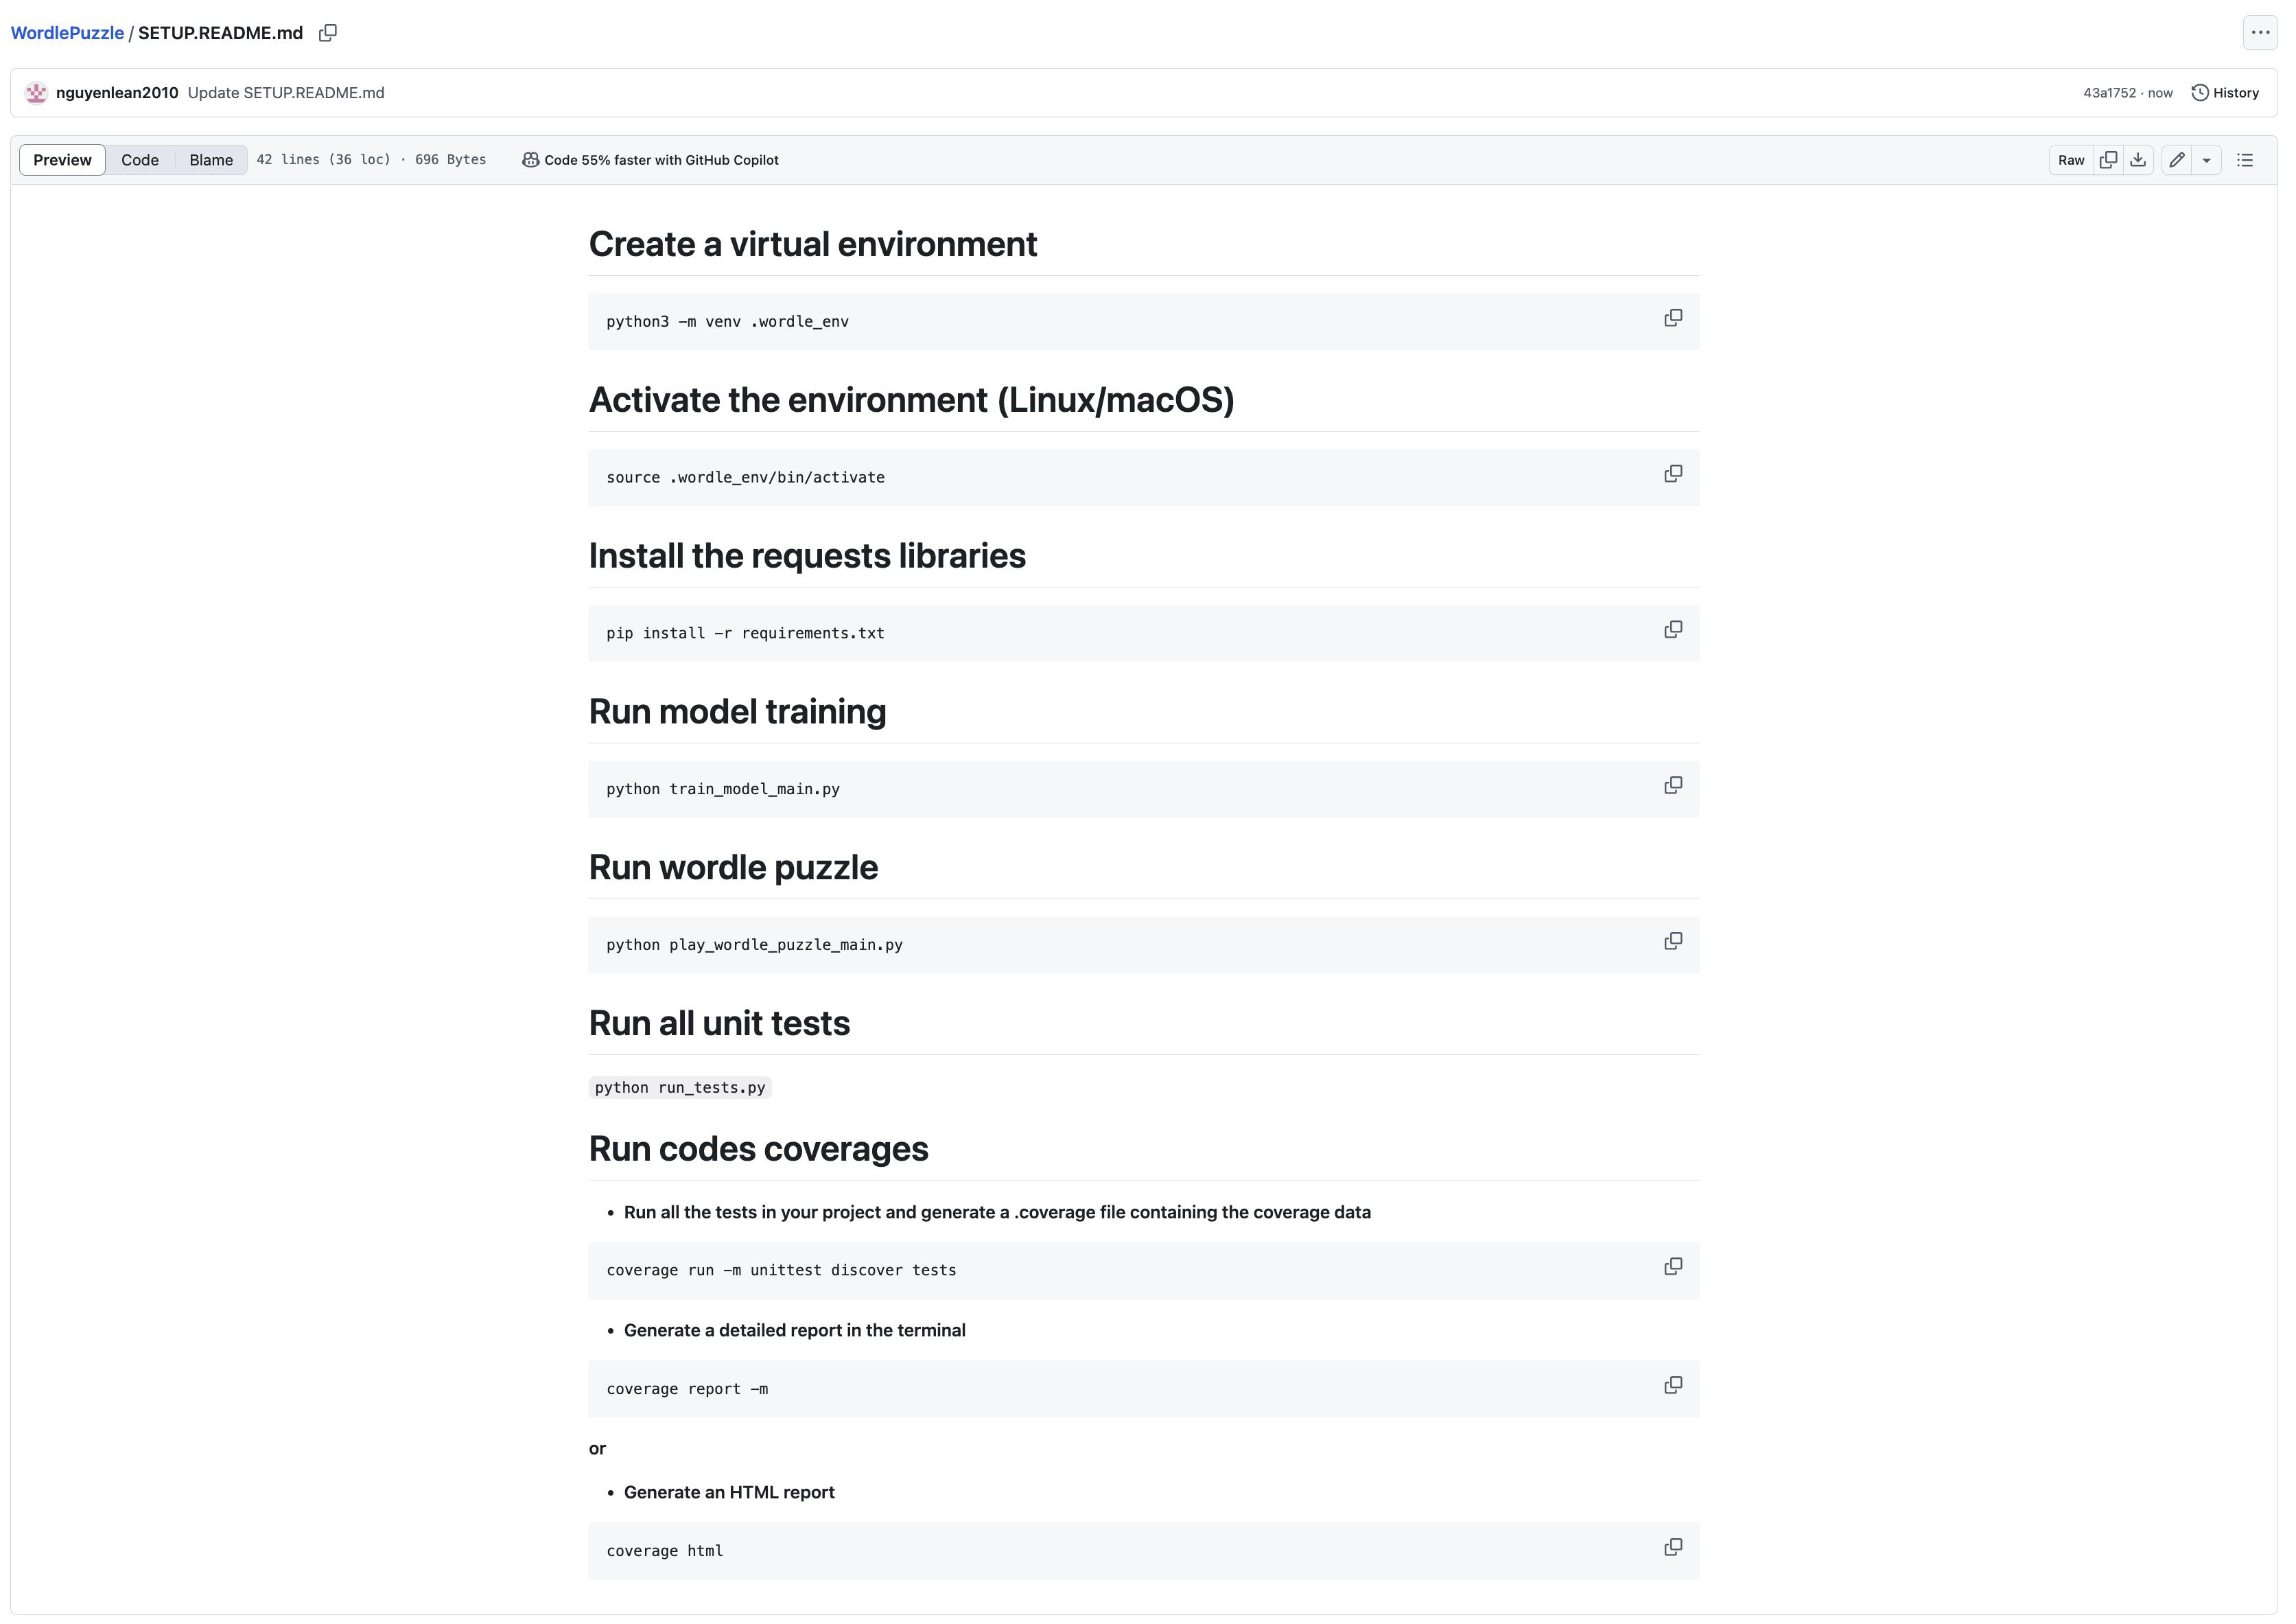 WordlePuzzle / SETUP.README.md
nguyenlean2010 Update SETUP.README.md 43a1752 · now History
Preview Code Blame 42 lines (36 loc) · 696 Bytes Code 55% faster with GitHub Copilot Raw
Create a virtual environment
python3 -m venv .wordle_env
Activate the environment (Linux/macOS)
source .wordle_env/bin/activate
Install the requests libraries
pip install -r requirements.txt
Run model training
python train_model_main.py
Run wordle puzzle
python play_wordle_puzzle_main.py
Run all unit tests
python run_tests.py
Run codes coverages
• Run all the tests in your project and generate a .coverage file containing the coverage data
coverage run -m unittest discover tests
• Generate a detailed report in the terminal
coverage report -m
or
• Generate an HTML report
coverage html